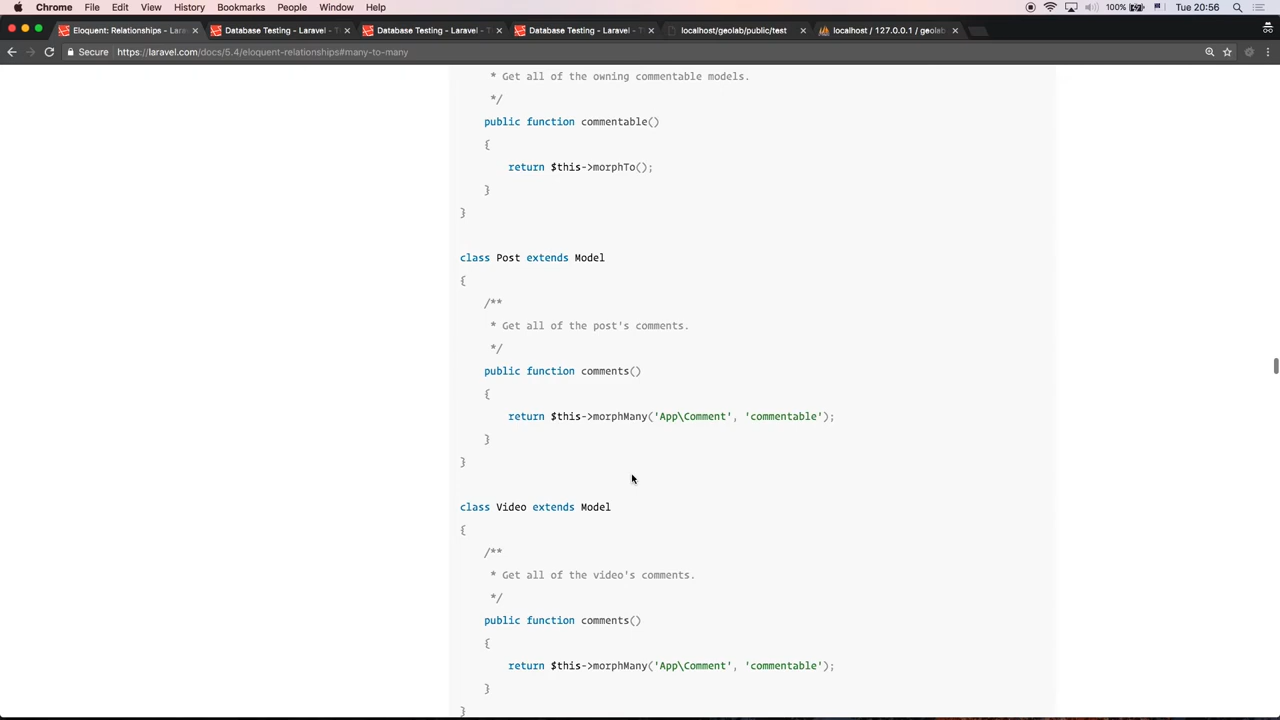 Chrome File Edit View History Bookmarks People Window Help 100% Tue 20:56
Eloquent: Relationships - Lara Database Testing - Laravel - T Database Testing - Laravel - T Database Testing - Laravel - T localhost/geolab/public/test localhost / 127.0.0.1 / geolab
Secure https://laravel.com/docs/5.4/eloquent-relationships#many-to-many
* Get all of the owning commentable models.
*/
public function commentable()
{
return $this->morphTo();
}
}
class Post extends Model
{
/**
* Get all of the post's comments.
*/
public function comments()
{
return $this->morphMany('App\Comment', 'commentable');
}
}
class Video extends Model
{
/**
* Get all of the video's comments.
*/
public function comments()
{
return $this->morphMany('App\Comment', 'commentable');
}
}